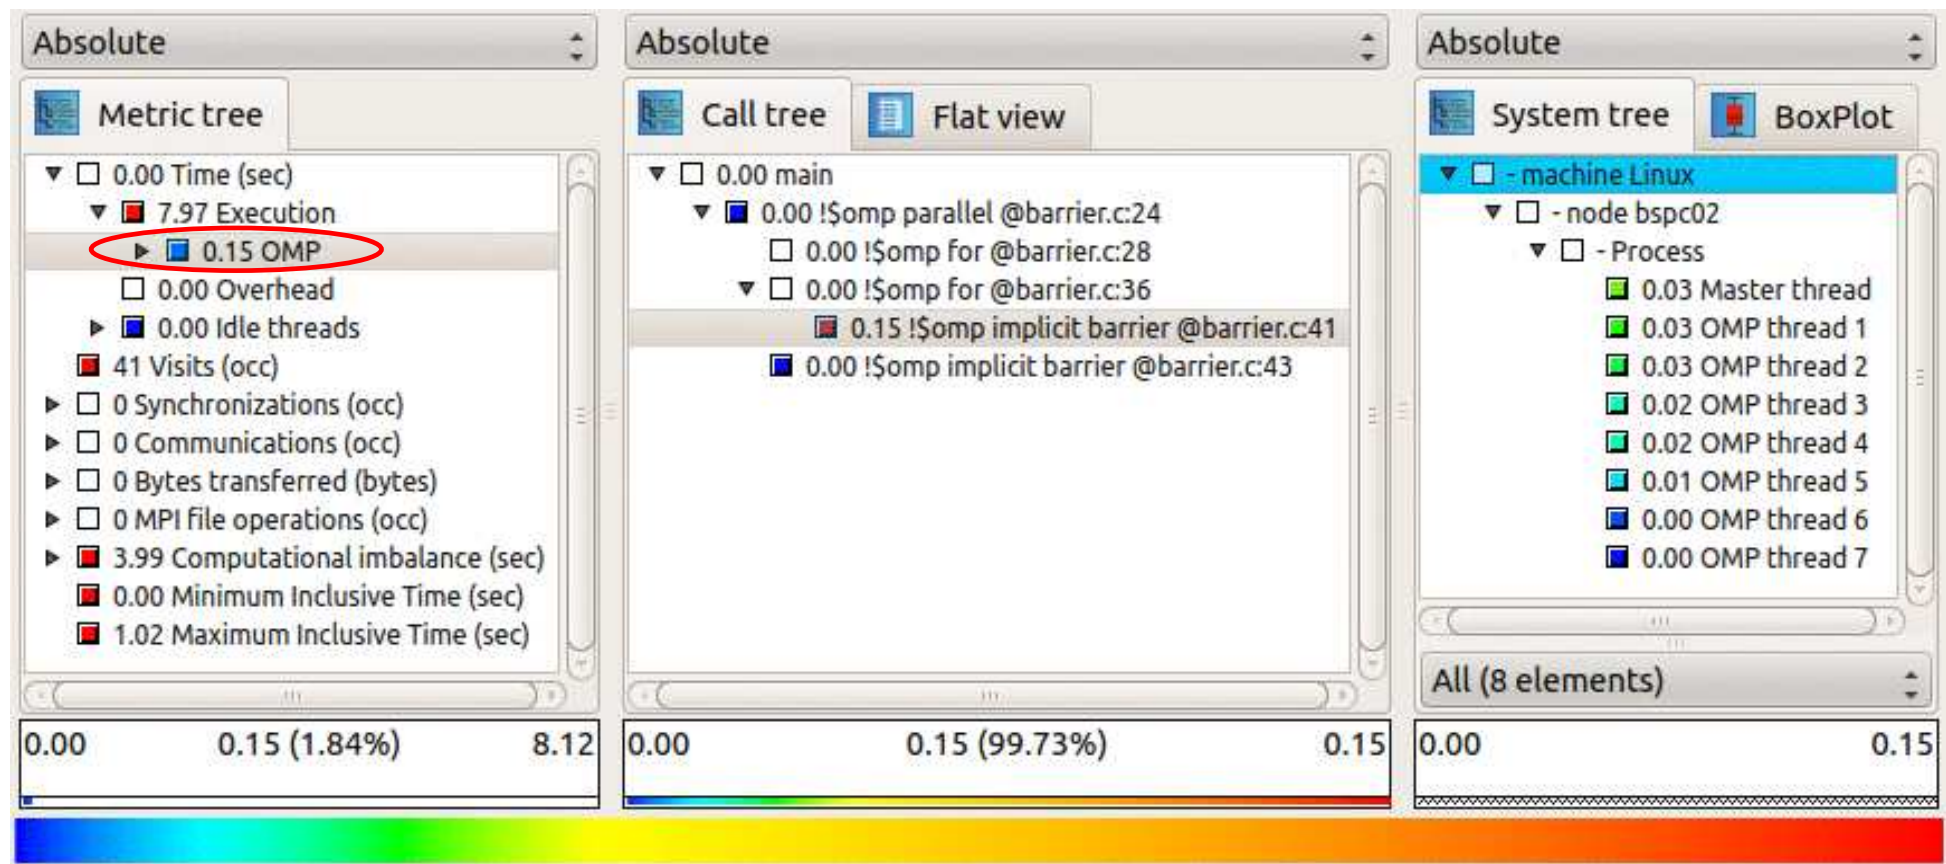 Absolute
Metric tree
0.00 Time (sec)
7.97 Execution
0.15 OMP
0.00 Overhead
0.00 Idle threads
41 Visits (occ)
0 Synchronizations (occ)
0 Communications (occ)
0 Bytes transferred (bytes)
0 MPI file operations (occ)
3.99 Computational imbalance (sec)
0.00 Minimum Inclusive Time (sec)
1.02 Maximum Inclusive Time (sec)
0.00 0.15 (1.84%) 8.12
Absolute
Call tree Flat view
0.00 main
0.00 !$omp parallel @barrier.c:24
0.00 !$omp for @barrier.c:28
0.00 !$omp for @barrier.c:36
0.15 !$omp implicit barrier @barrier.c:41
0.00 !$omp implicit barrier @barrier.c:43
0.00 0.15 (99.73%) 0.15
Absolute
System tree BoxPlot
- machine Linux
- node bspc02
- Process
0.03 Master thread
0.03 OMP thread 1
0.03 OMP thread 2
0.02 OMP thread 3
0.02 OMP thread 4
0.01 OMP thread 5
0.00 OMP thread 6
0.00 OMP thread 7
All (8 elements)
0.00 0.15